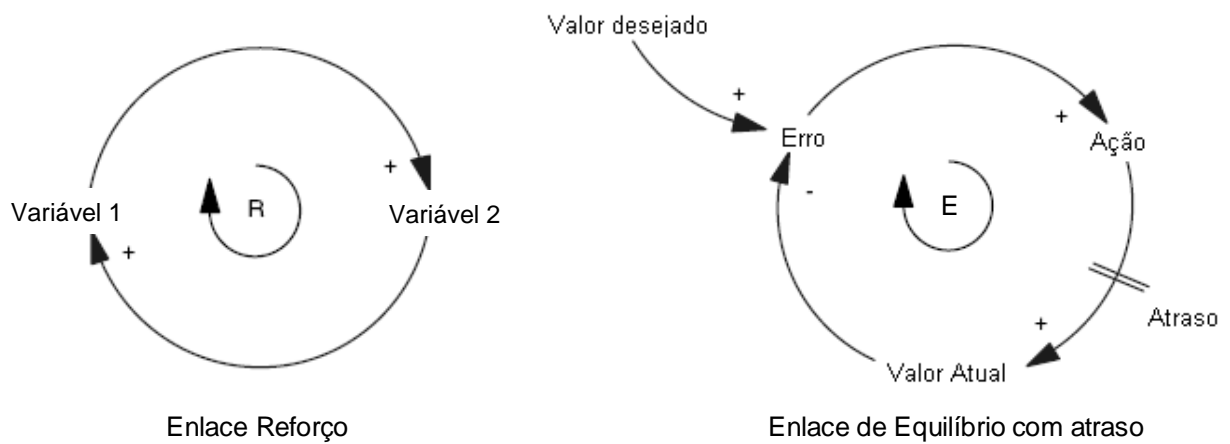 Valor desejado
+
+
Erro
Ação
+
Variável 1
R
Variável 2
-
E
+
+
Atraso
Valor Atual
Enlace Reforço
Enlace de Equilíbrio com atraso